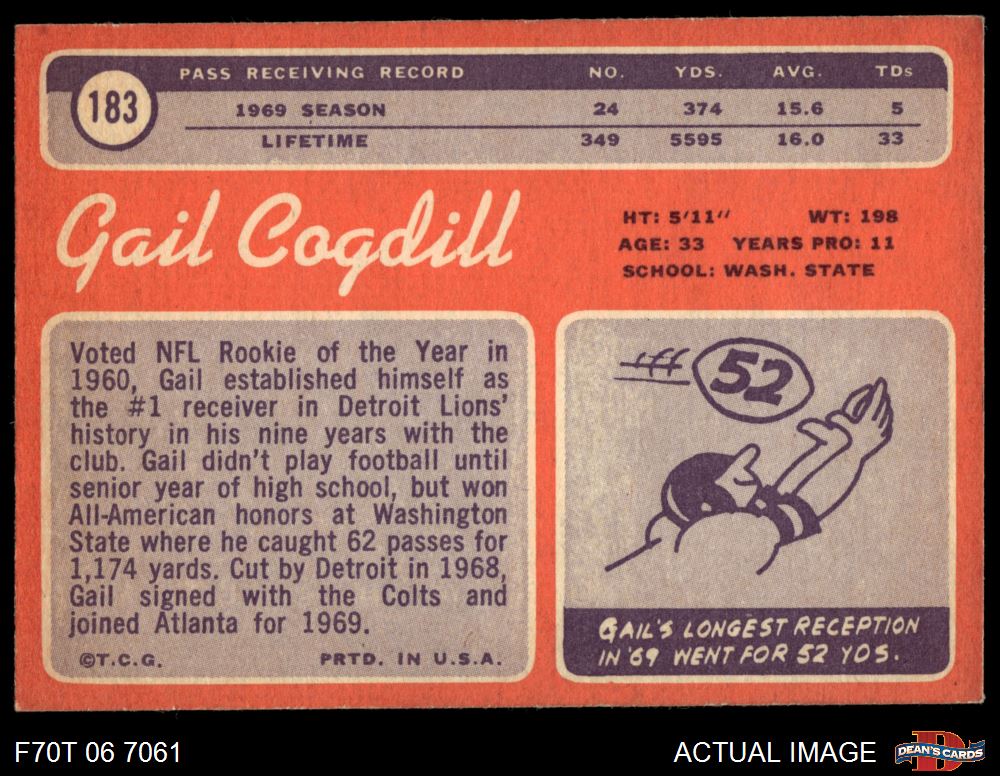 183
PASS RECEIVING RECORD NO. YDS. AVG. TDs
1969 SEASON 24 374 15.6 5
LIFETIME 349 5595 16.0 33
Gail Cogdill
HT: 5'11" WT: 198
AGE: 33 YEARS PRO: 11
SCHOOL: WASH. STATE
Voted NFL Rookie of the Year in
1960, Gail established himself as
the #1 receiver in Detroit Lions'
history in his nine years with the
club. Gail didn't play football until
senior year of high school, but won
All-American honors at Washington
State where he caught 62 passes for
1,174 yards. Cut by Detroit in 1968,
Gail signed with the Colts and
joined Atlanta for 1969.
©T.C.G. PRTD. IN U.S.A.
52
GAIL'S LONGEST RECEPTION
IN '69 WENT FOR 52 YDS.
F70T 06 7061
ACTUAL IMAGE
DEAN'S CARDS